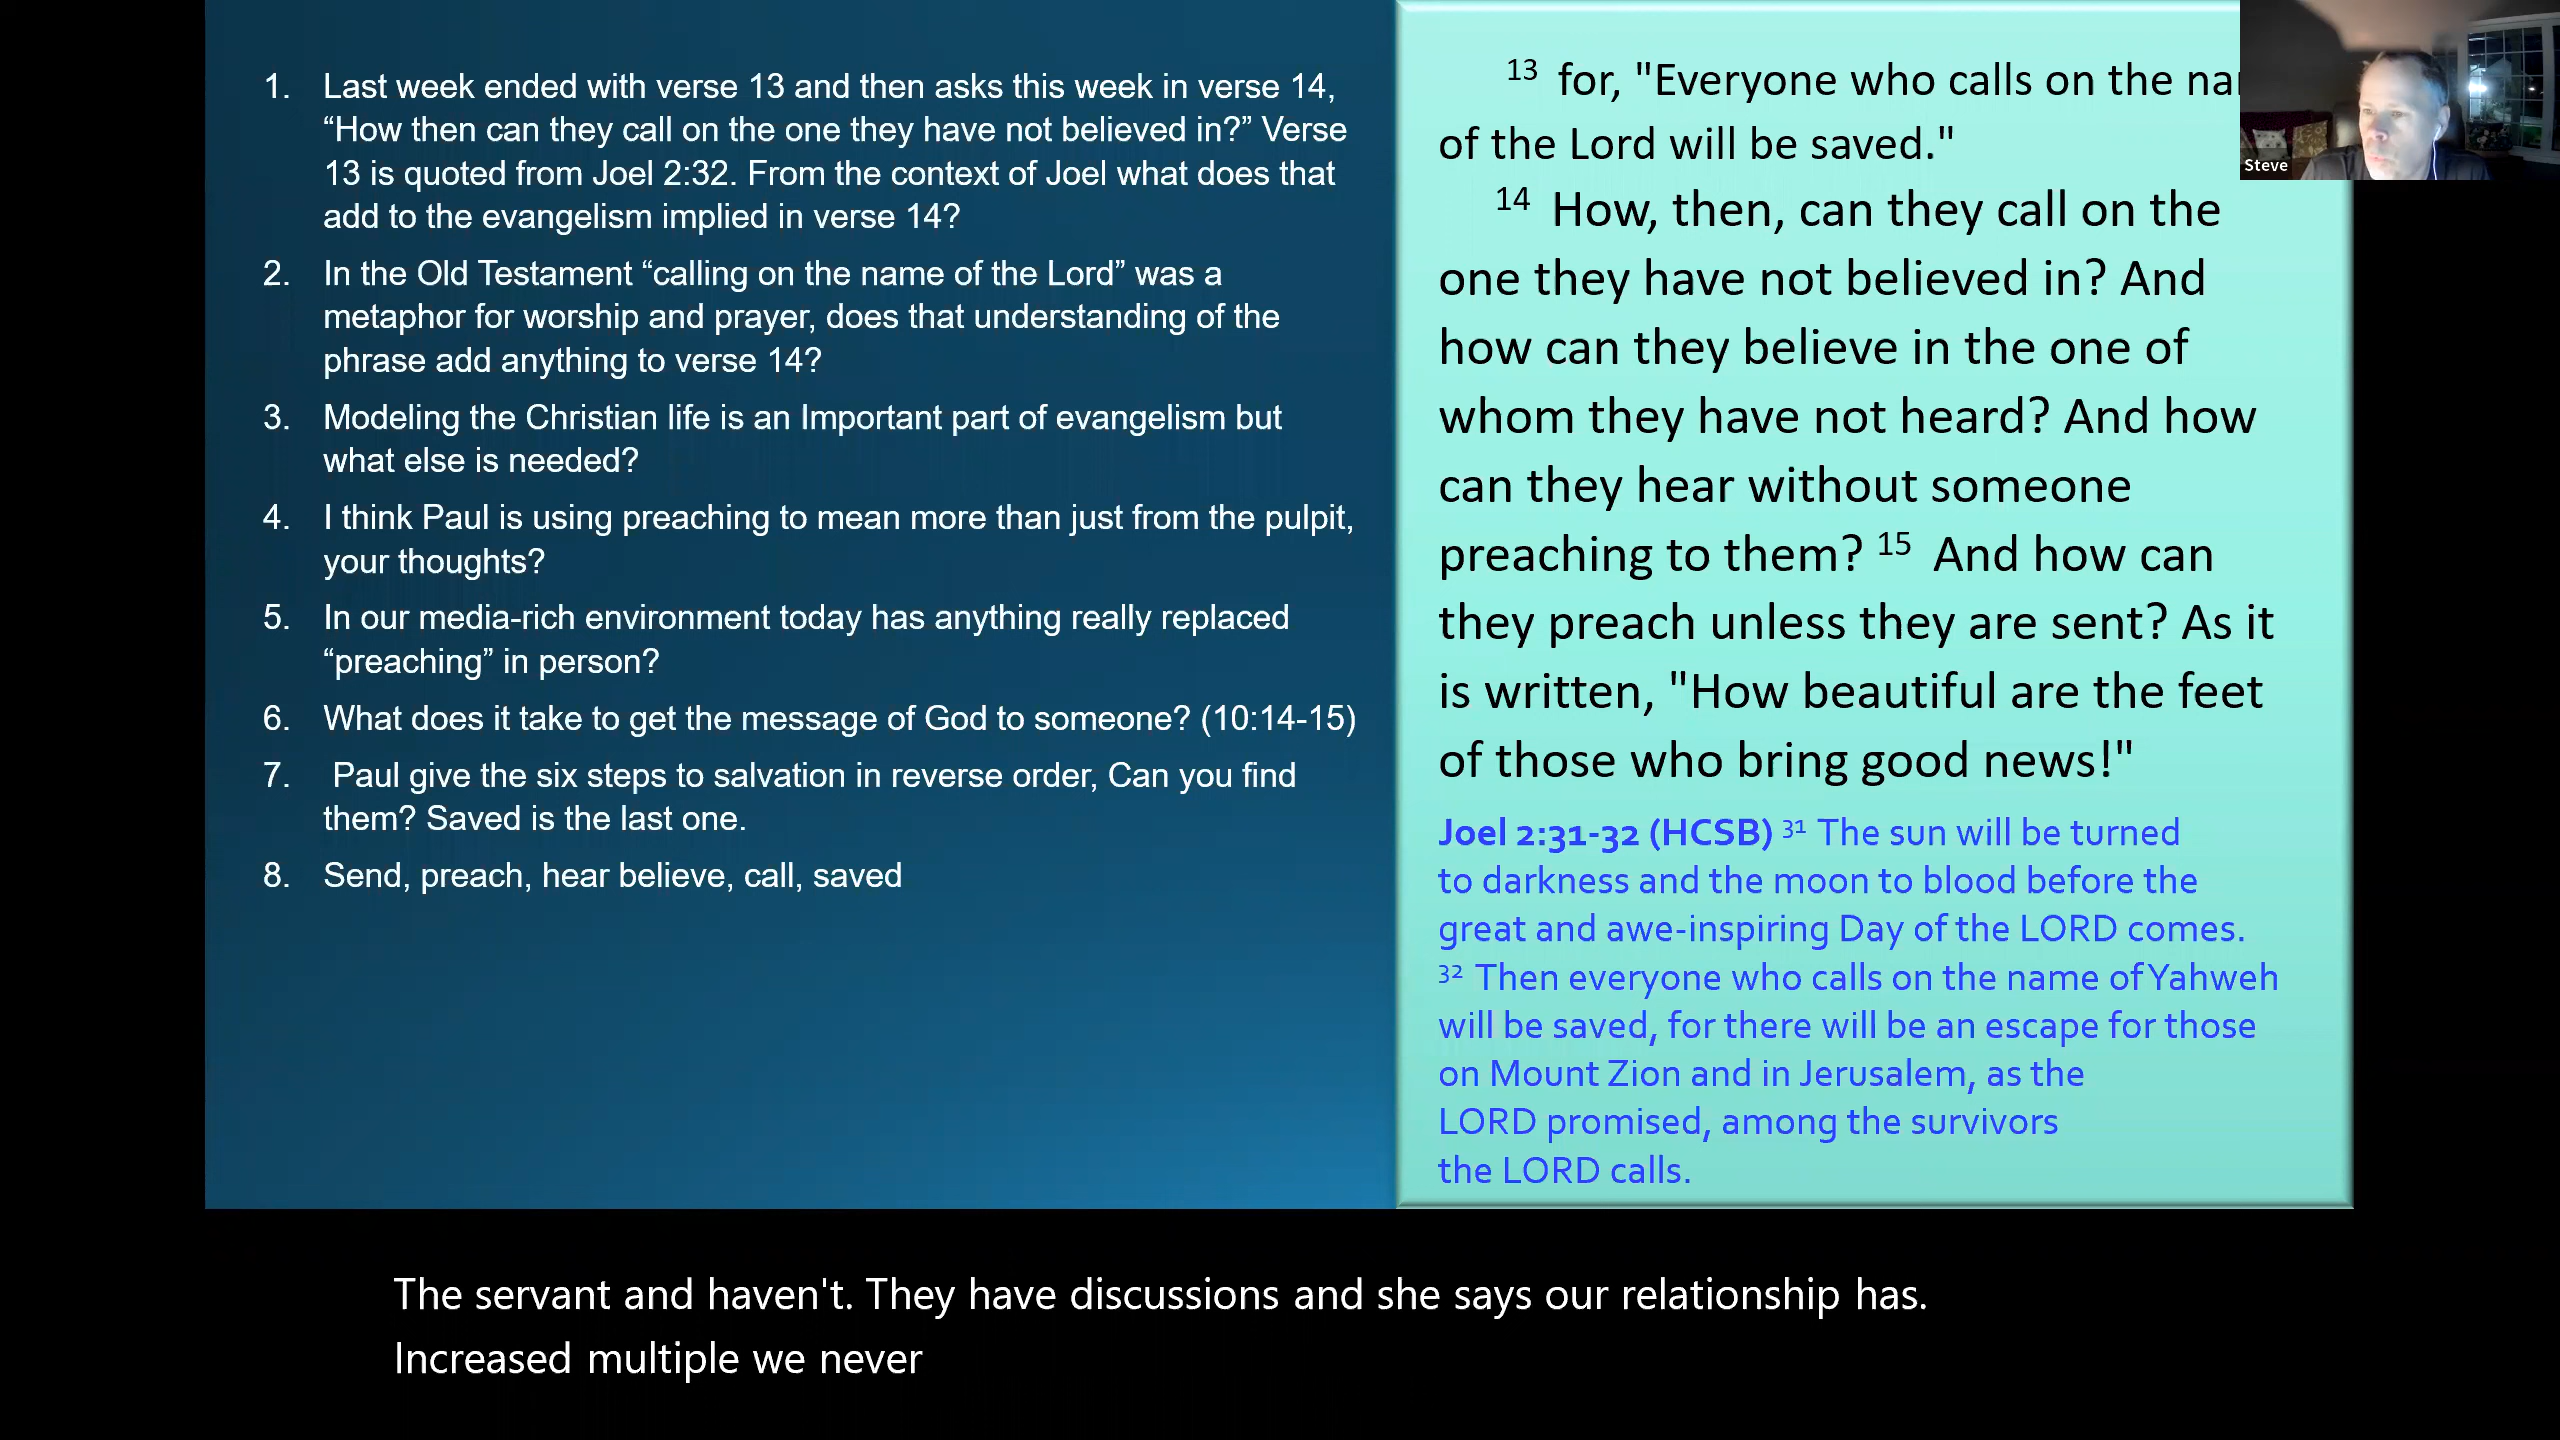 1. Last week ended with verse 13 and then asks this week in verse 14,
“How then can they call on the one they have not believed in?” Verse
13 is quoted from Joel 2:32. From the context of Joel what does that
add to the evangelism implied in verse 14?
2. In the Old Testament “calling on the name of the Lord” was a
metaphor for worship and prayer, does that understanding of the
phrase add anything to verse 14?
3. Modeling the Christian life is an Important part of evangelism but
what else is needed?
4. I think Paul is using preaching to mean more than just from the pulpit,
your thoughts?
5. In our media-rich environment today has anything really replaced
“preaching” in person?
6. What does it take to get the message of God to someone? (10:14-15)
7. Paul give the six steps to salvation in reverse order, Can you find
them? Saved is the last one.
8. Send, preach, hear believe, call, saved
13 for, "Everyone who calls on the
of the Lord will be saved."
14 How, then, can they call on the
one they have not believed in? And
how can they believe in the one of
whom they have not heard? And how
can they hear without someone
preaching to them? 15 And how can
they preach unless they are sent? As it
is written, "How beautiful are the feet
of those who bring good news!"
Joel 2:31-32 (HCSB) 31 The sun will be turned
to darkness and the moon to blood before the
great and awe-inspiring Day of the LORD comes.
32 Then everyone who calls on the name of Yahweh
will be saved, for there will be an escape for those
on Mount Zion and in Jerusalem, as the
LORD promised, among the survivors
the LORD calls.
Steve
The servant and haven't. They have discussions and she says our relationship has.
Increased multiple we never